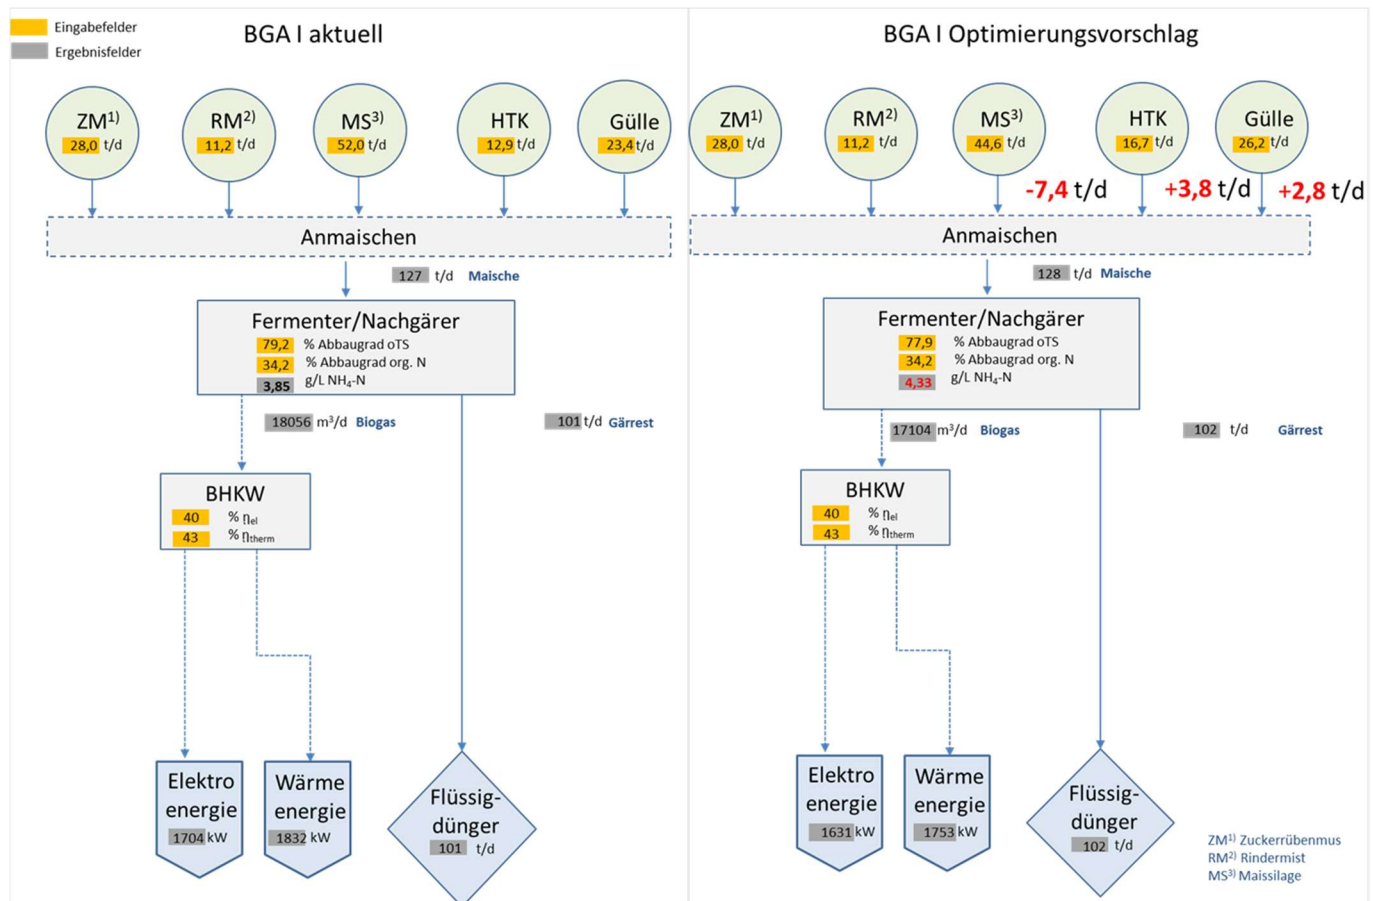 Eingabefelder
Ergebnisfelder
BGA I aktuell
ZM1)
28,0 t/d
RM2)
11,2 t/d
MS3)
52,0 t/d
HTK
12,9 t/d
Gülle
23,4 t/d
Anmaischen
127 t/d Maische
Fermenter/Nachgärer
79,2 % Abbaugrad oTS
34,2 % Abbaugrad org. N
3,85 g/L NH4-N
18056 m3/d Biogas
101 t/d Gärrest
BHKW
40 % ηel
43 % ηtherm
Elektro
energie
1704 kW
Wärme
energie
1832 kW
Flüssig-
dünger
101 t/d
BGA I Optimierungsvorschlag
ZM1)
28,0 t/d
RM2)
11,2 t/d
MS3)
44,6 t/d
HTK
16,7 t/d
Gülle
26,2 t/d
-7,4 t/d
+3,8 t/d
+2,8 t/d
Anmaischen
128 t/d Maische
Fermenter/Nachgärer
77,9 % Abbaugrad oTS
34,2 % Abbaugrad org. N
4,33 g/L NH4-N
17104 m3/d Biogas
102 t/d Gärrest
BHKW
40 % ηel
43 % ηtherm
Elektro
energie
1631 kW
Wärme
energie
1753 kW
Flüssig-
dünger
102 t/d
ZM1) Zuckerrübenmus
RM2) Rindermist
MS3) Maissilage